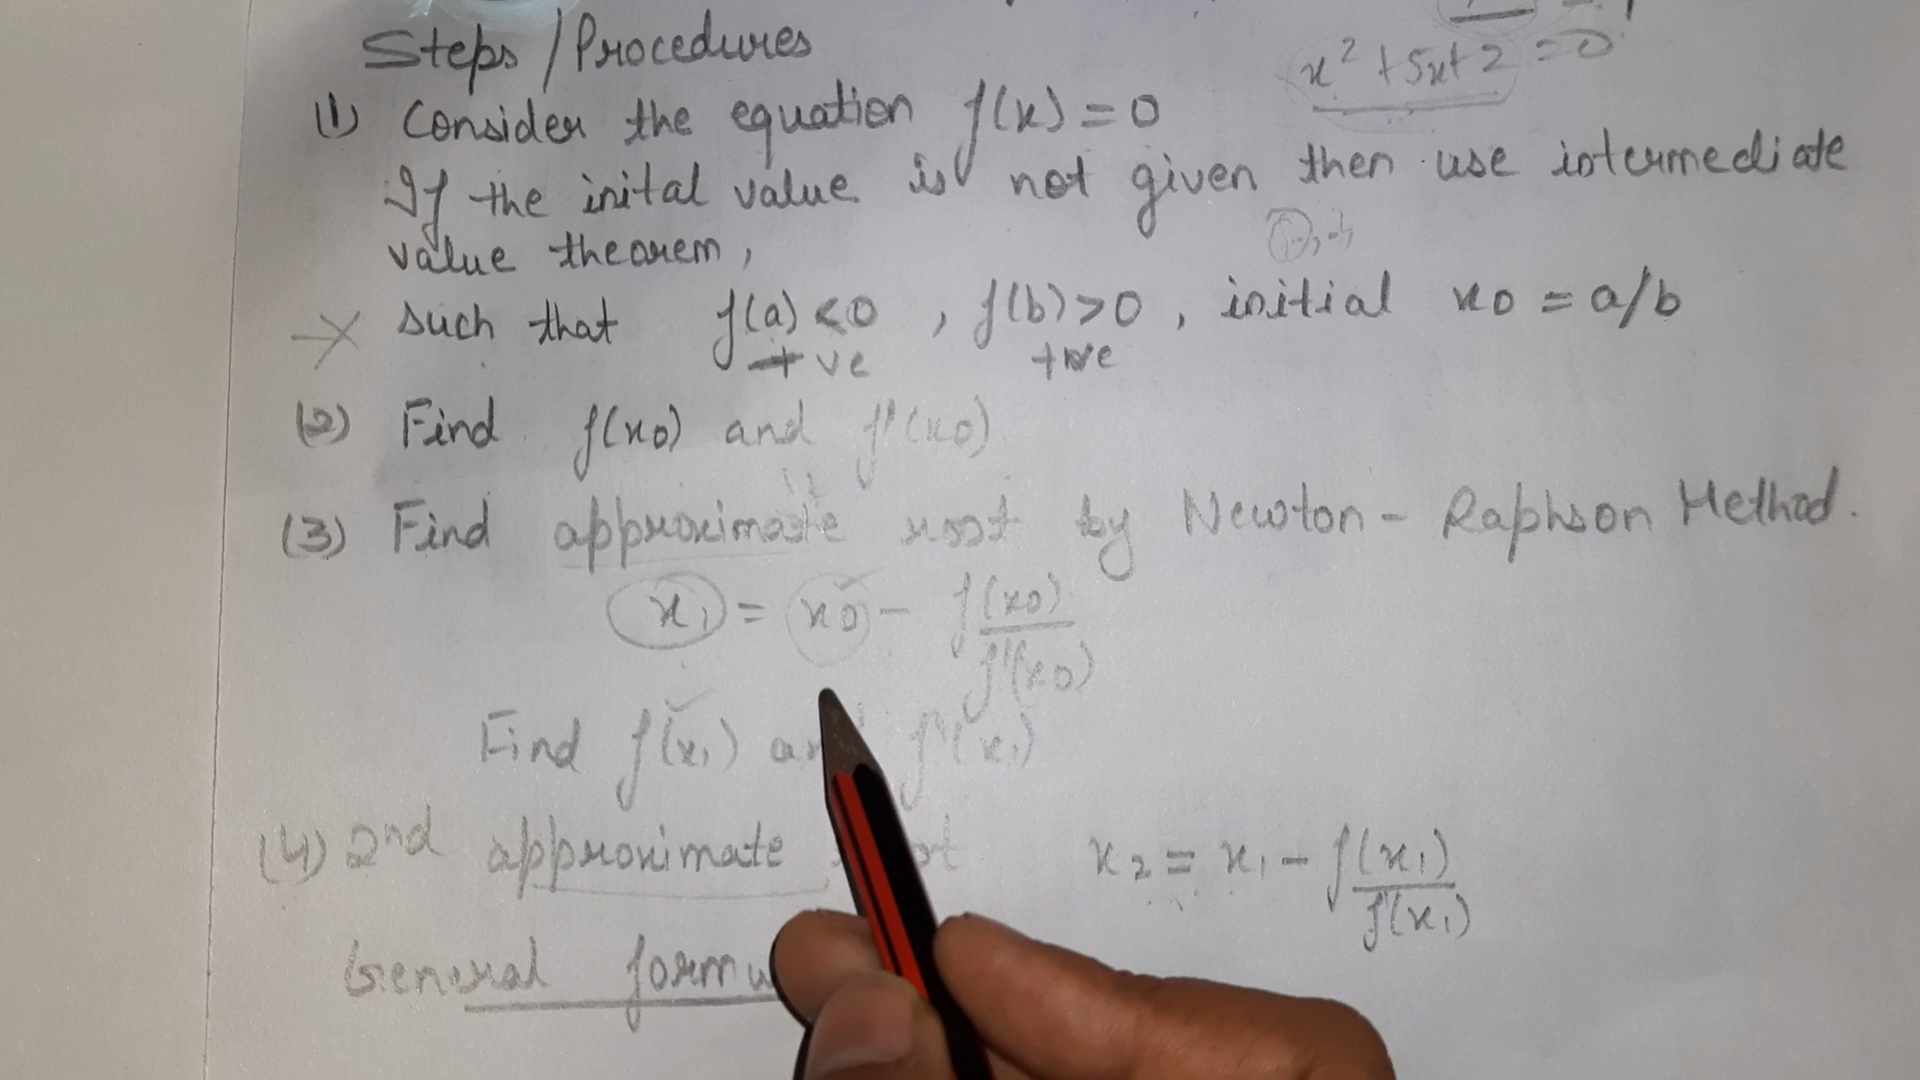 Steps / Procedures
x² + 5x + 2 = 0
(1) Consider the equation f(x) = 0
If the inital value is not given then use intermediate
value theorem,
such that f(a) < 0 , f(b) > 0 , initial x0 = a/b
+ve
(2) Find f(x0) and f'(x0)
(3) Find approximate root by Newton - Raphson Method.
x1 = x0 - f(x0)/f'(x0)
Find f(x1) f'(x1)
(4) 2nd approximate x2 = x1 - f(x1)/f'(x1)
General